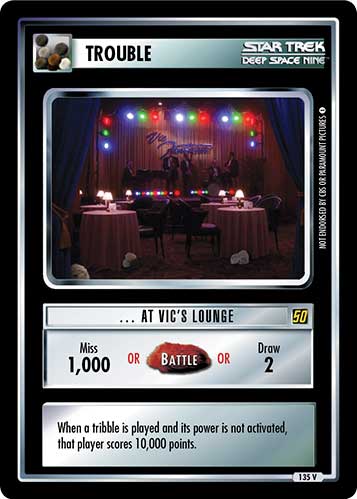 TROUBLE
STAR TREK
DEEP SPACE NINE
NOT ENDORSED BY CBS OR PARAMOUNT PICTURES
Vic
... AT VIC'S LOUNGE
50
Miss
1,000
OR
BATTLE
OR
Draw
2
When a tribble is played and its power is not activated,
that player scores 10,000 points.
135 V